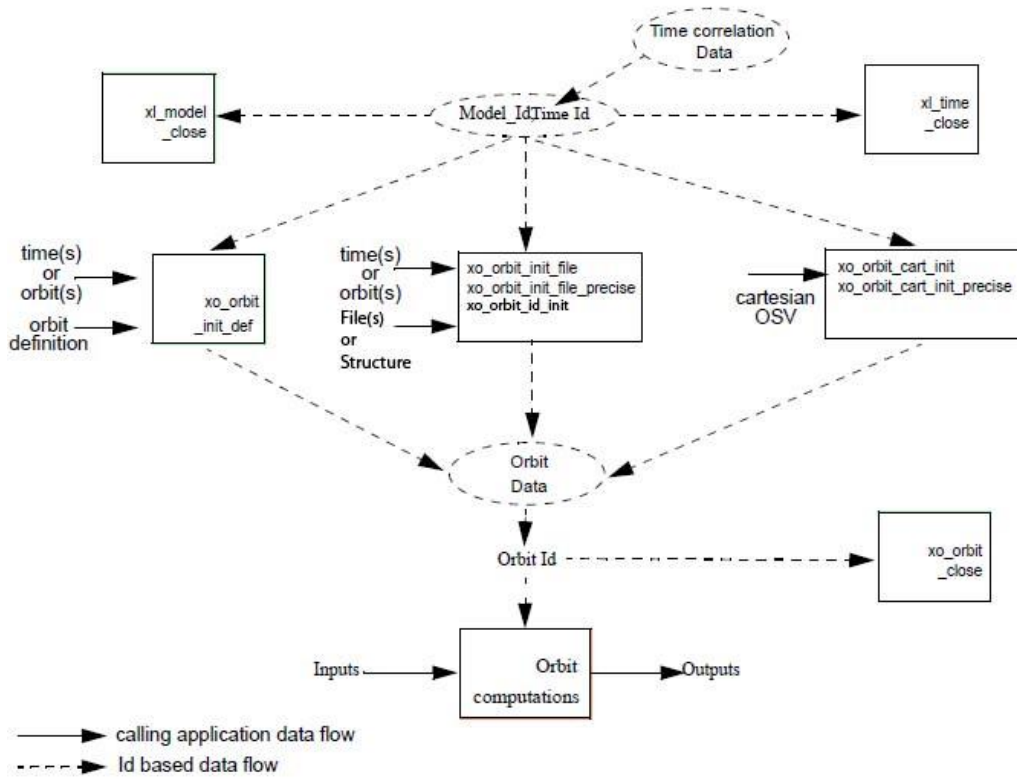 Time correlation
Data
xl_model
_close
Model_Id,Time Id
xl_time
_close
time(s)
or
orbit(s)
orbit
definition
xo_orbit
_init_def
time(s)
or
orbit(s)
File(s)
or
Structure
xo_orbit_init_file
xo_orbit_init_file_precise
xo_orbit_id_init
cartesian
OSV
xo_orbit_cart_init
xo_orbit_cart_init_precise
Orbit
Data
Orbit Id
xo_orbit
_close
Inputs
Orbit
computations
Outputs
calling application data flow
Id based data flow